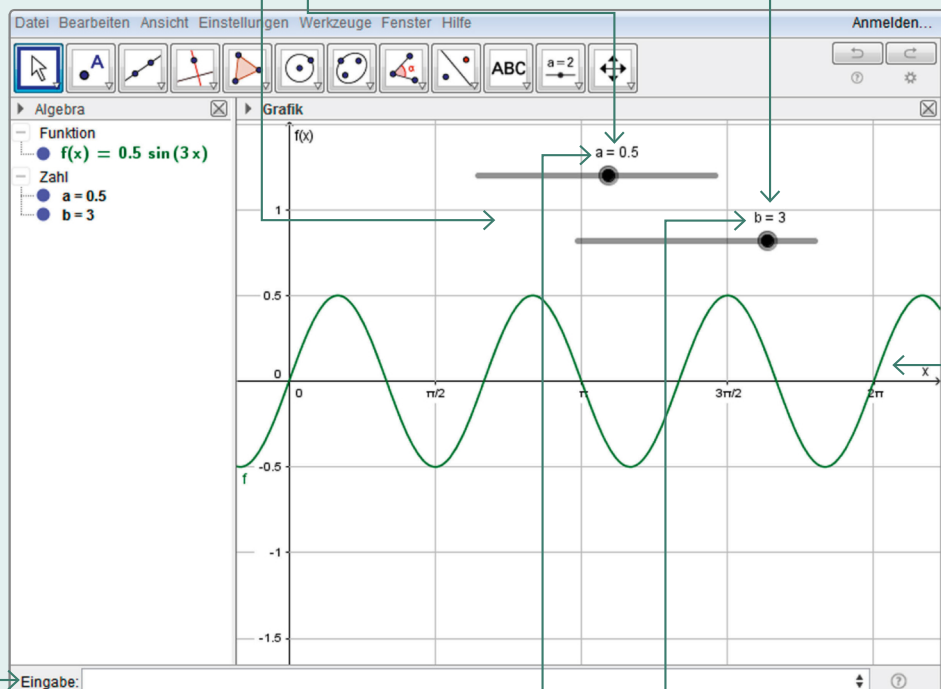 Datei Bearbeiten Ansicht Einstellungen Werkzeuge Fenster Hilfe Anmelden...
A α ABC a=2
Algebra
Grafik
Funktion
f(x) = 0.5 sin(3x)
Zahl
a = 0.5
b = 3
f(x)
a = 0.5
b = 3
1
0.5
0
-0.5
-1
-1.5
0 π/2 π 3π/2 2π
x
f
Eingabe: